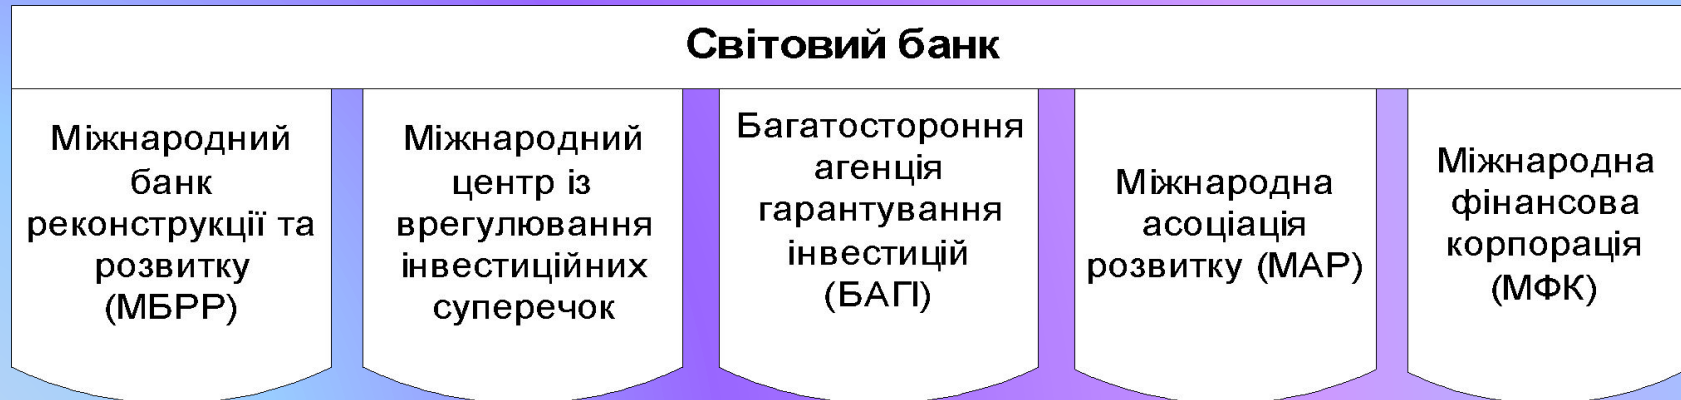 Світовий банк
Міжнародний
банк
реконструкції та
розвитку
(МБРР)
Міжнародний
центр із
врегулювання
інвестиційних
суперечок
Багатостороння
агенція
гарантування
інвестицій
(БАГІ)
Міжнародна
асоціація
розвитку (МАР)
Міжнародна
фінансова
корпорація
(МФК)